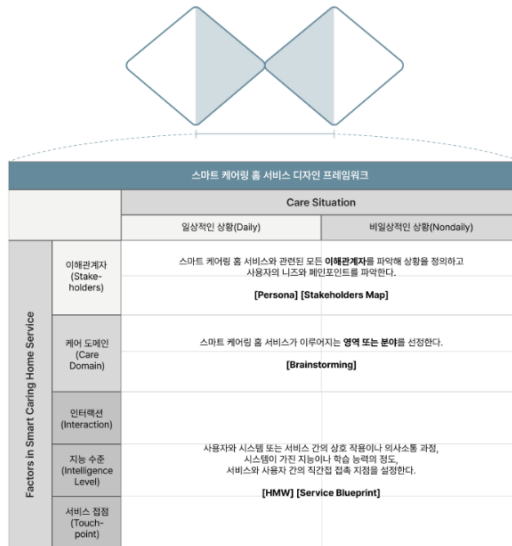 스마트 케어링 홈 서비스 디자인 프레임워크
Care Situation
일상적인 상황(Daily)
비일상적인 상황(Nondaily)
Factors in Smart Caring Home Service
이해관계자
(Stake-
holders)
스마트 케어링 홈 서비스와 관련된 모든 이해관계자를 파악해 상황을 정의하고
사용자의 니즈와 페인포인트를 파악한다.
[Persona] [Stakeholders Map]
케어 도메인
(Care
Domain)
스마트 케어링 홈 서비스가 이루어지는 영역 또는 분야를 선정한다.
[Brainstorming]
인터랙션
(Interaction)
지능 수준
(Intelligence
Level)
서비스 접점
(Touch-
point)
사용자와 시스템 또는 서비스 간의 상호 작용이나 의사소통 과정,
시스템이 가진 지능이나 학습 능력의 정도,
서비스와 사용자 간의 직간접 접촉 지점을 설정한다.
[HMW] [Service Blueprint]